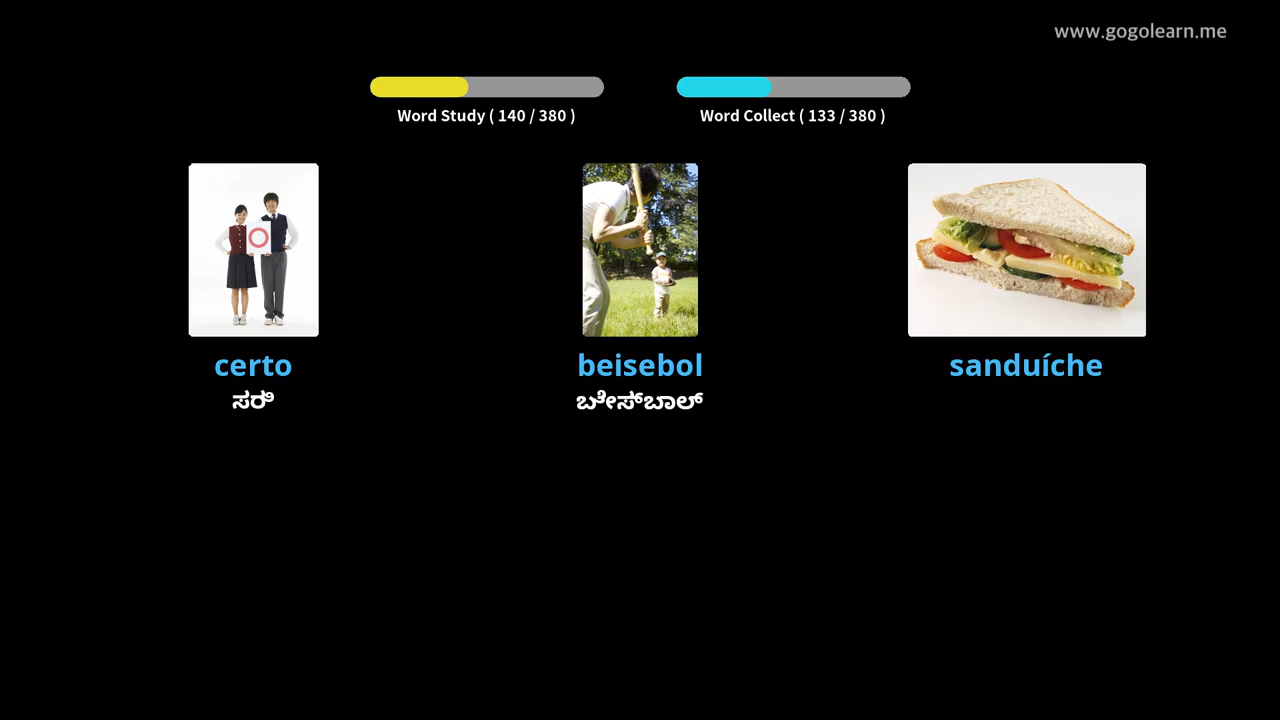 www.gogolearn.me
Word Study ( 140 / 380 )
Word Collect ( 133 / 380 )
certo
beisebol
sanduíche
ಸರಿ
ಬೇಸ್‌ಬಾಲ್